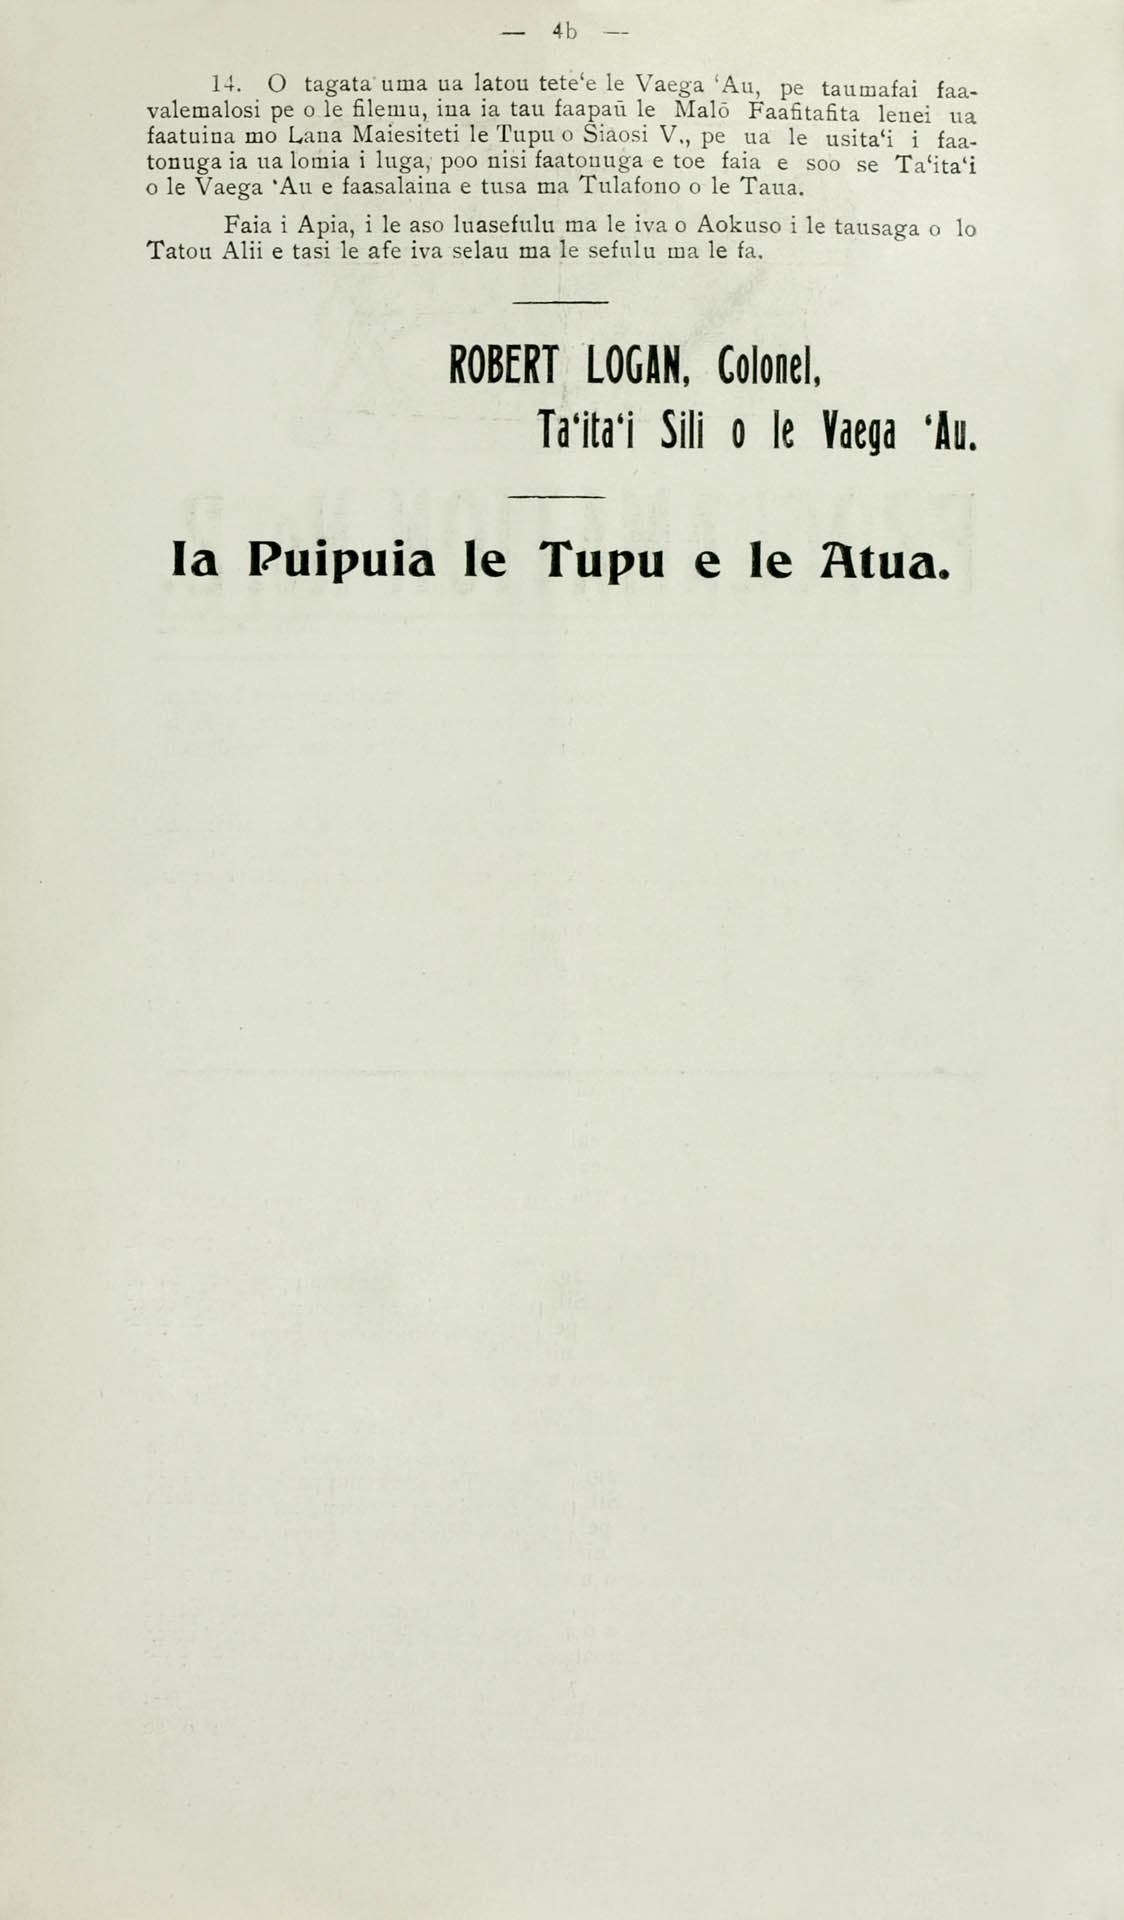 — 4b —
14. O tagata uma ua latou tete‘e le Vaega ‘Au, pe taumafai faa-
valemalosi pe o le filemu, ina ia tau faapaū le Malō Faafitafita lenei ua
faatuina mo Lana Maiesiteti le Tupu o Siaosi V., pe ua le usita‘i i faa-
tonuga ia ua lomia i luga, poo nisi faatonuga e toe faia e soo se Ta‘ita‘i
o le Vaega ‘Au e faasalaina e tusa ma Tulafono o le Taua.
Faia i Apia, i le aso luasefulu ma le iva o Aokuso i le tausaga o lo
Tatou Alii e tasi le afe iva selau ma le sefulu ma le fa.
ROBERT LOGAN, Colonel,
Ta‘ita‘i Sili o le Vaega ‘Au.
Ia Puipuia le Tupu e le Atua.